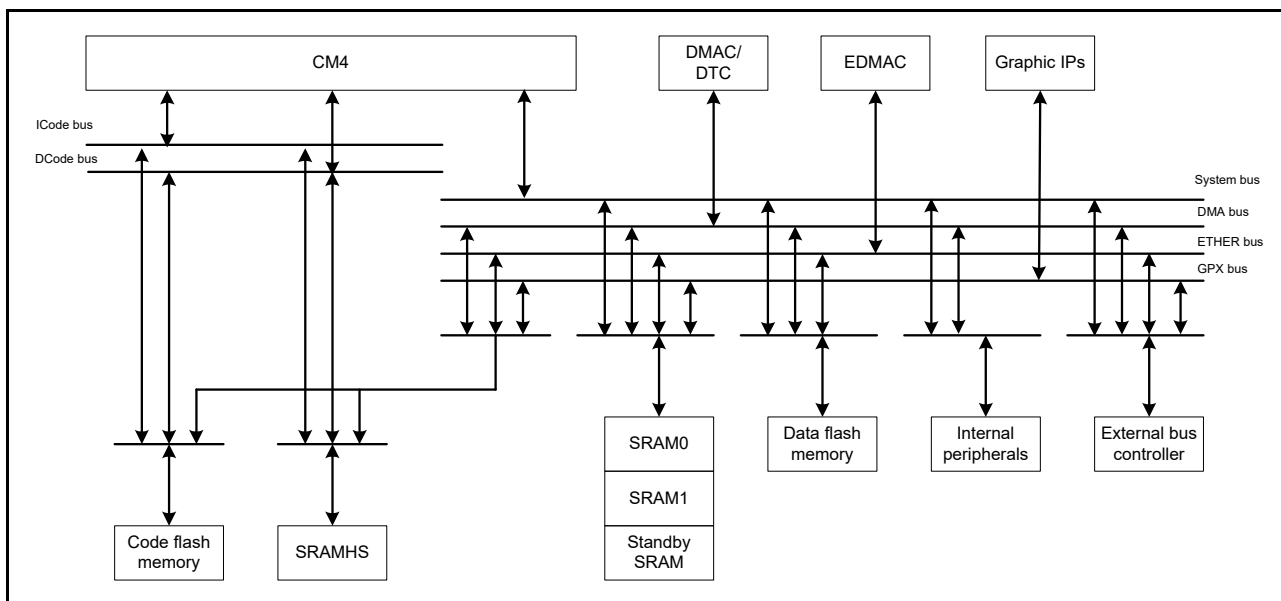 CM4
DMAC/
DTC
EDMAC
Graphic IPs
ICode bus
DCode bus
System bus
DMA bus
ETHER bus
GPX bus
SRAM0
SRAM1
Standby
SRAM
Data flash
memory
Internal
peripherals
External bus
controller
Code flash
memory
SRAMHS